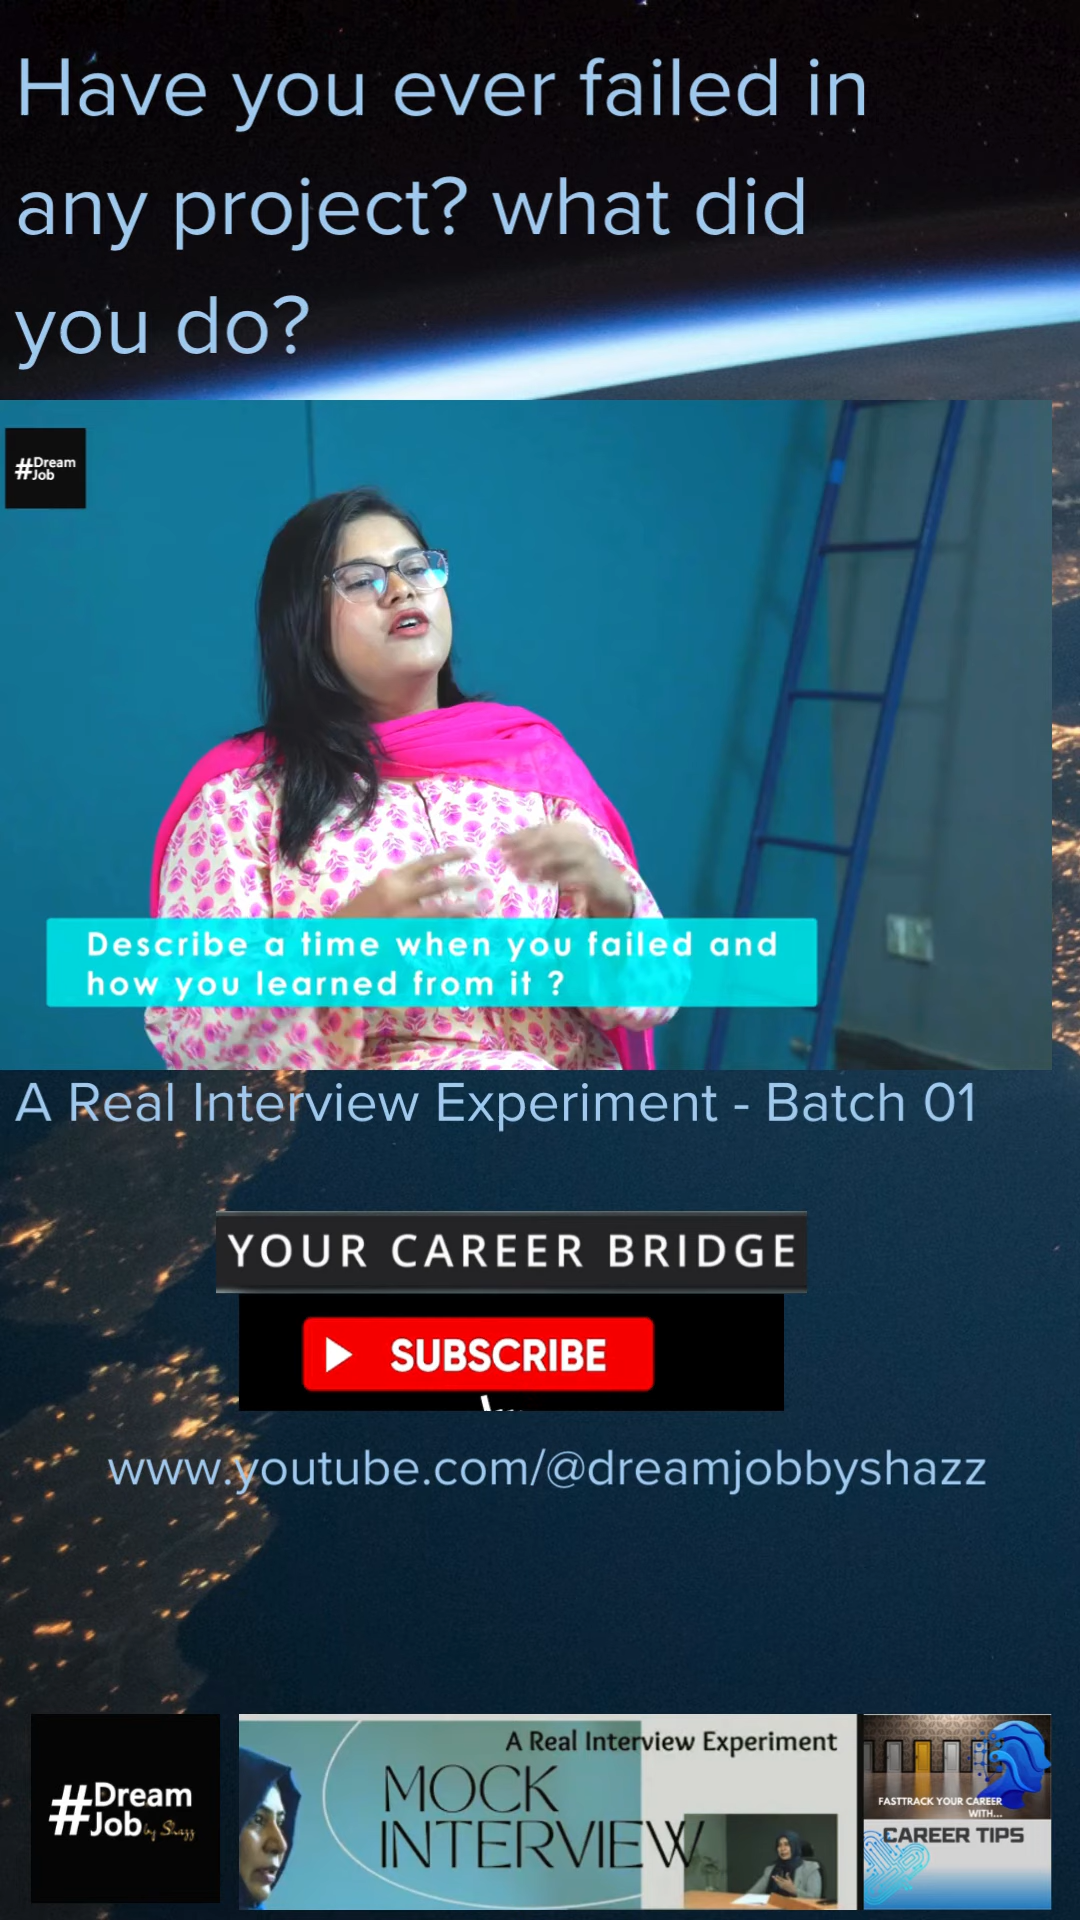 Have you ever failed in
any project? what did
you do?
#Dream
Job
Describe a time when you failed and
how you learned from it ?
A Real Interview Experiment - Batch 01
YOUR CAREER BRIDGE
SUBSCRIBE
www.youtube.com/@dreamjobbyshazz
#Dream
Job by Shazz
A Real Interview Experiment
MOCK
INTERVIEW
FASTTRACK YOUR CAREER
WITH...
CAREER TIPS